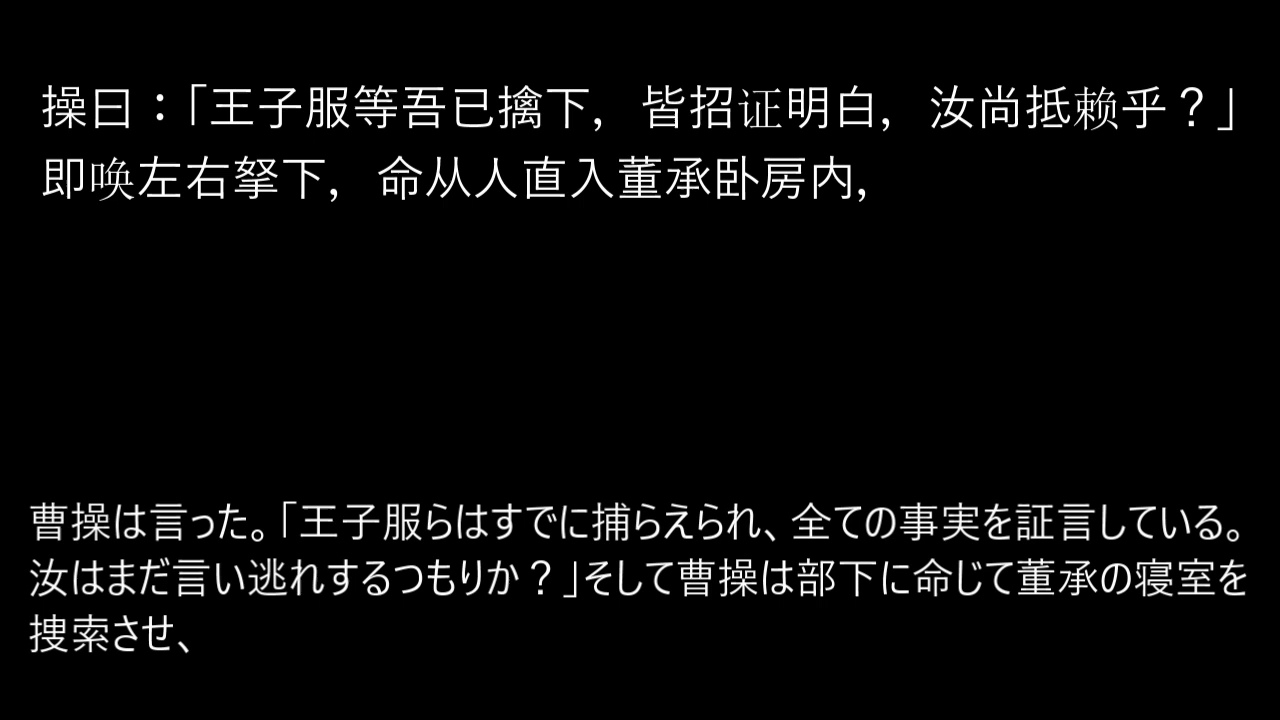 操曰：「王子服等吾已擒下，皆招证明白，汝尚抵赖乎？」
即唤左右拏下，命从人直入董承卧房内，
曹操は言った。「王子服らはすでに捕らえられ、全ての事実を証言している。
汝はまだ言い逃れするつもりか？」そして曹操は部下に命じて董承の寝室を
捜索させ、